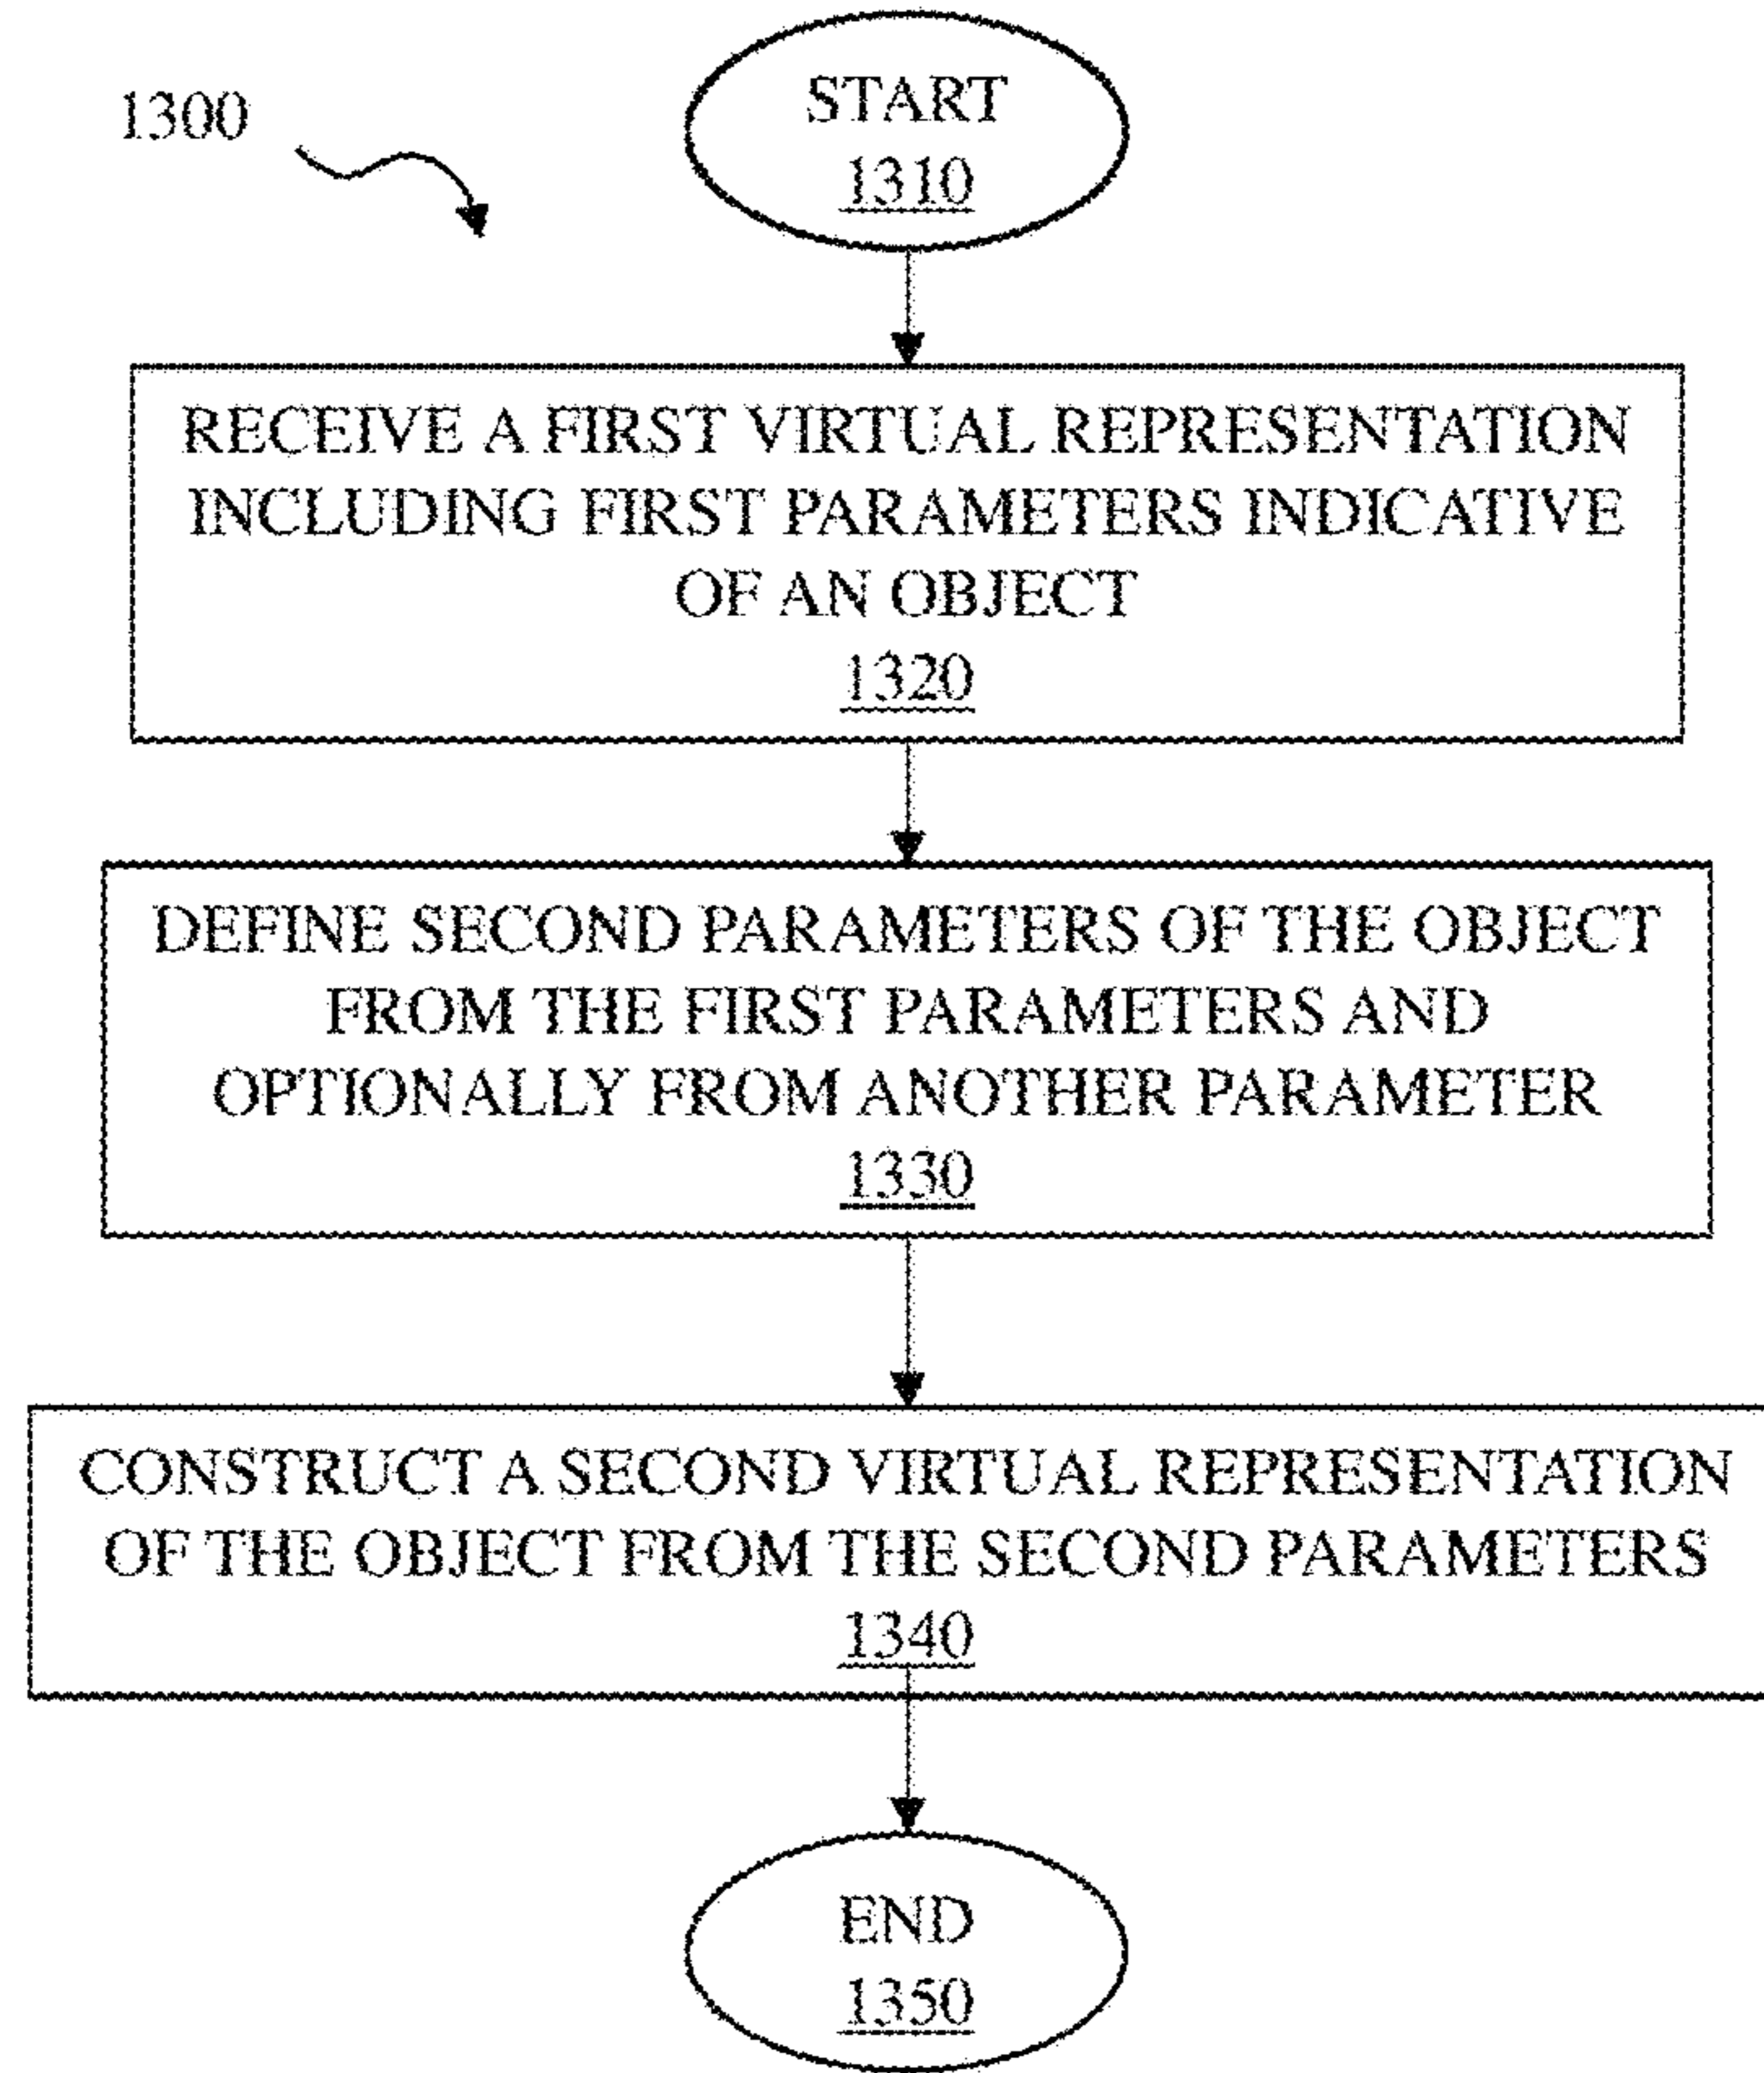 1300
START
1310
RECEIVE A FIRST VIRTUAL REPRESENTATION
INCLUDING FIRST PARAMETERS INDICATIVE
OF AN OBJECT
1320
DEFINE SECOND PARAMETERS OF THE OBJECT
FROM THE FIRST PARAMETERS AND
OPTIONALLY FROM ANOTHER PARAMETER
1330
CONSTRUCT A SECOND VIRTUAL REPRESENTATION
OF THE OBJECT FROM THE SECOND PARAMETERS
1340
END
1350